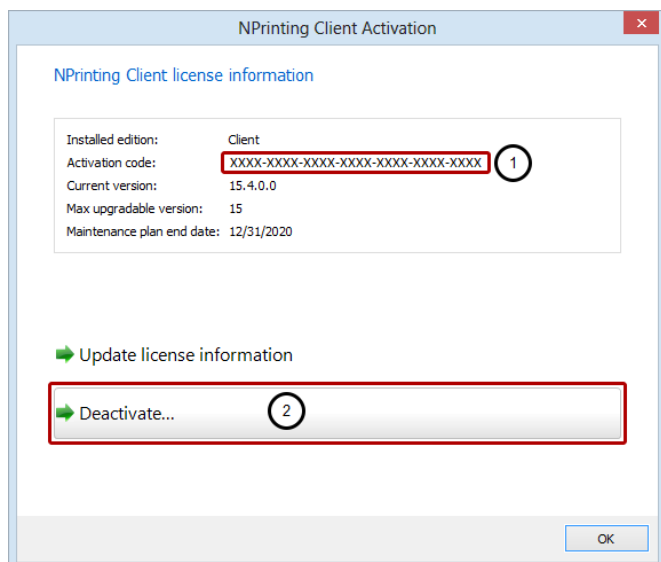 NPrinting Client Activation
NPrinting Client license information
Installed edition: Client
Activation code: XXXX-XXXX-XXXX-XXXX-XXXX-XXXX-XXXX 1
Current version: 15.4.0.0
Max upgradable version: 15
Maintenance plan end date: 12/31/2020
Update license information
Deactivate... 2
OK